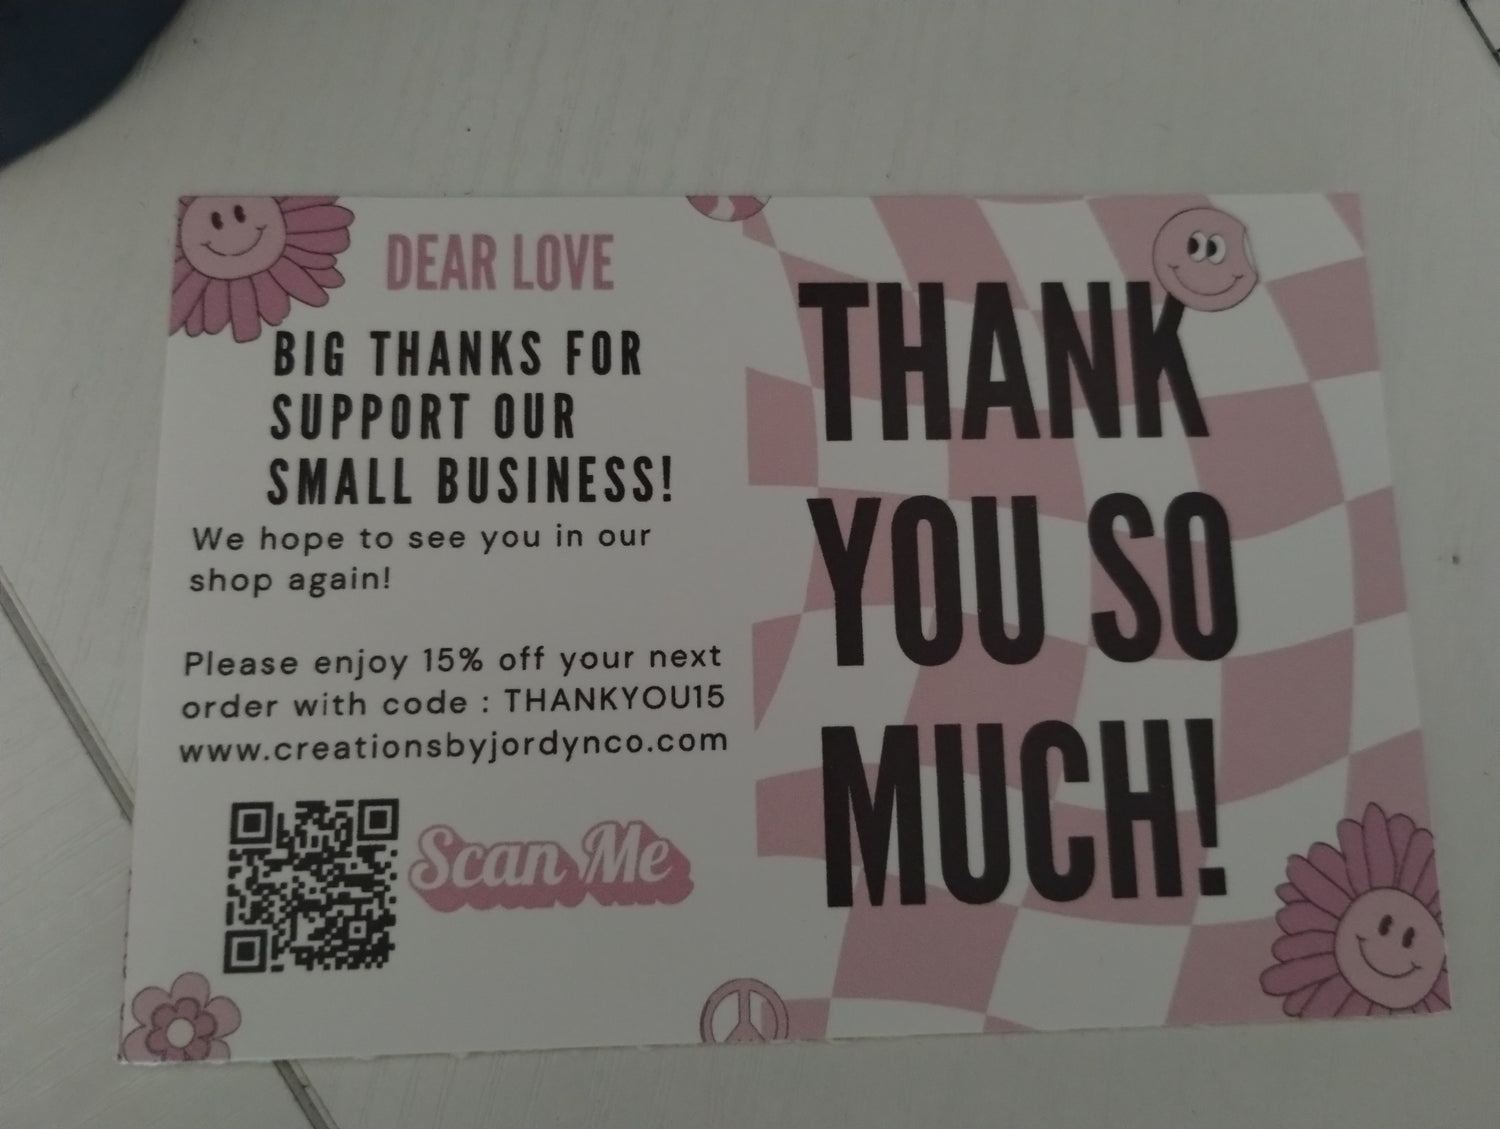 DEAR LOVE
BIG THANKS FOR
SUPPORT OUR
SMALL BUSINESS!
We hope to see you in our
shop again!
Please enjoy 15% off your next
order with code : THANKYOU15
www.creationsbyjordynco.com
Scan Me
THANK
YOU SO
MUCH!